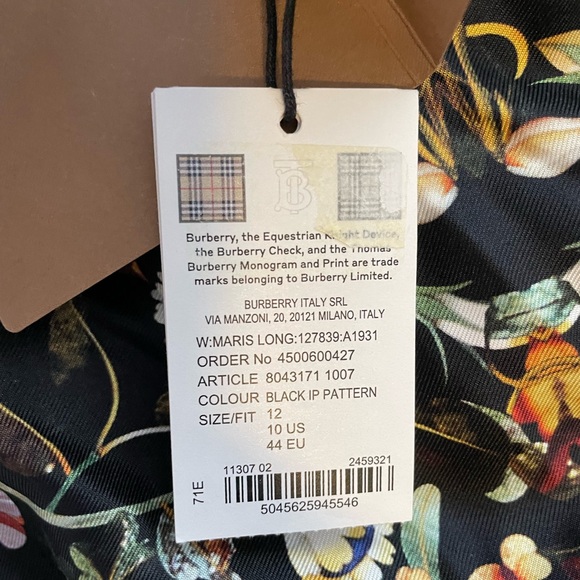 Burberry, the Equestrian Knight Device,
the Burberry Check, and the Thomas
Burberry Monogram and Print are trade
marks belonging to Burberry Limited.
BURBERRY ITALY SRL
VIA MANZONI, 20, 20121 MILANO, ITALY
W:MARIS LONG:127839:A1931
ORDER No 4500600427
ARTICLE 8043171 1007
COLOUR BLACK IP PATTERN
SIZE/FIT 12
10 US
44 EU
71E
11307 02 2459321
5045625945546